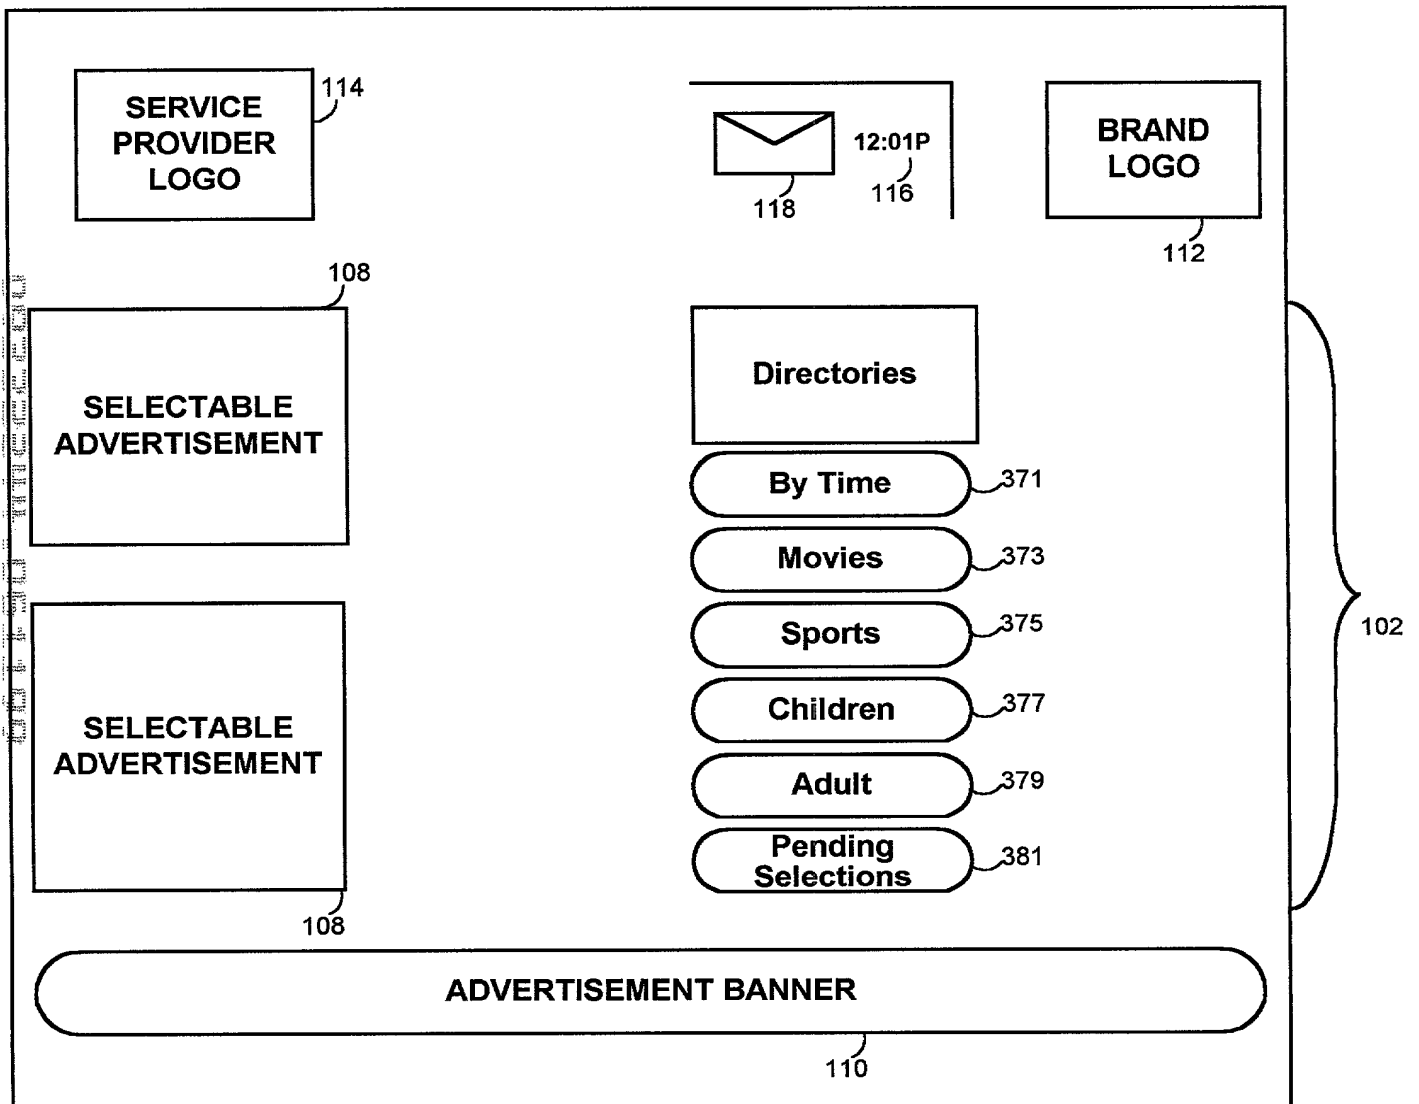 SERVICE
PROVIDER
LOGO
114
12:01P
118
116
BRAND
LOGO
112
108
SELECTABLE
ADVERTISEMENT
Directories
By Time
371
Movies
373
Sports
375
Children
377
Adult
379
Pending
Selections
381
102
SELECTABLE
ADVERTISEMENT
108
ADVERTISEMENT BANNER
110